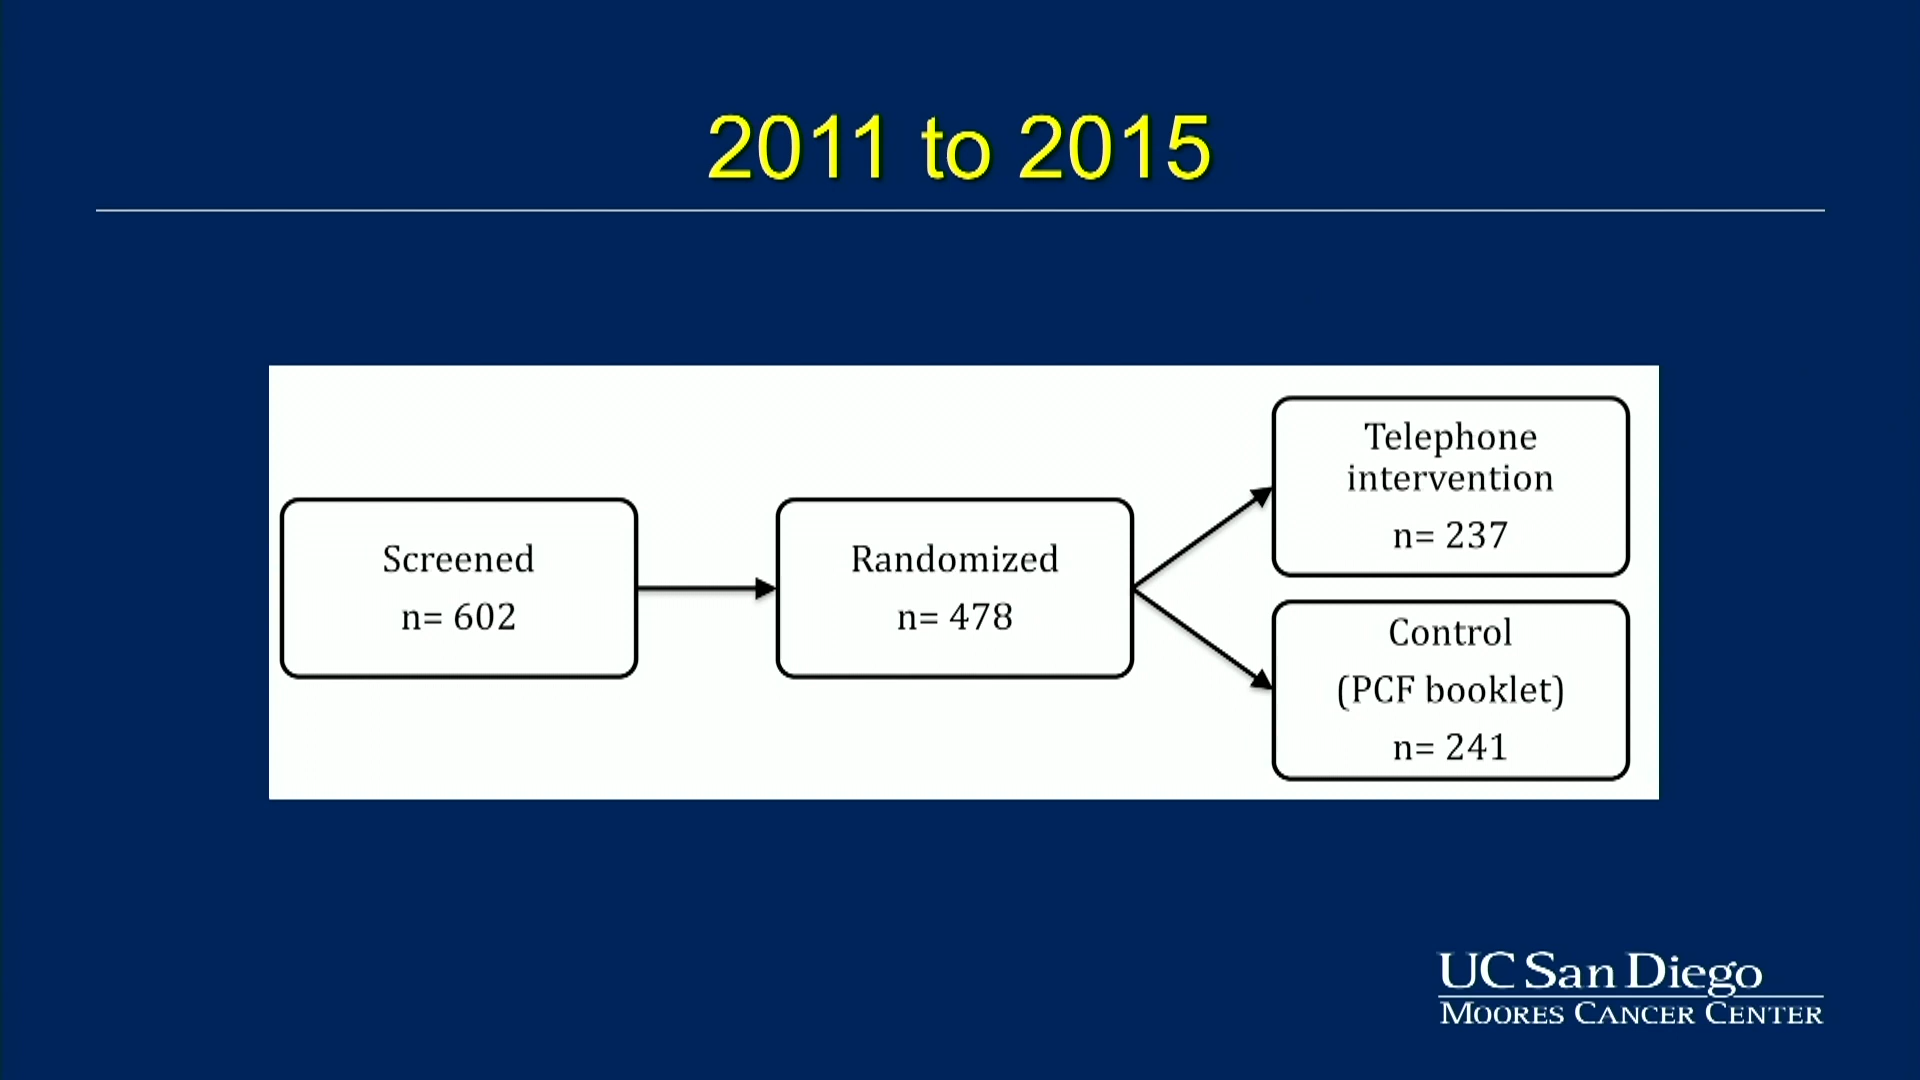 2011 to 2015
Screened
n= 602
Randomized
n= 478
Telephone
intervention
n= 237
Control
(PCF booklet)
n= 241
UC San Diego
MOORES CANCER CENTER